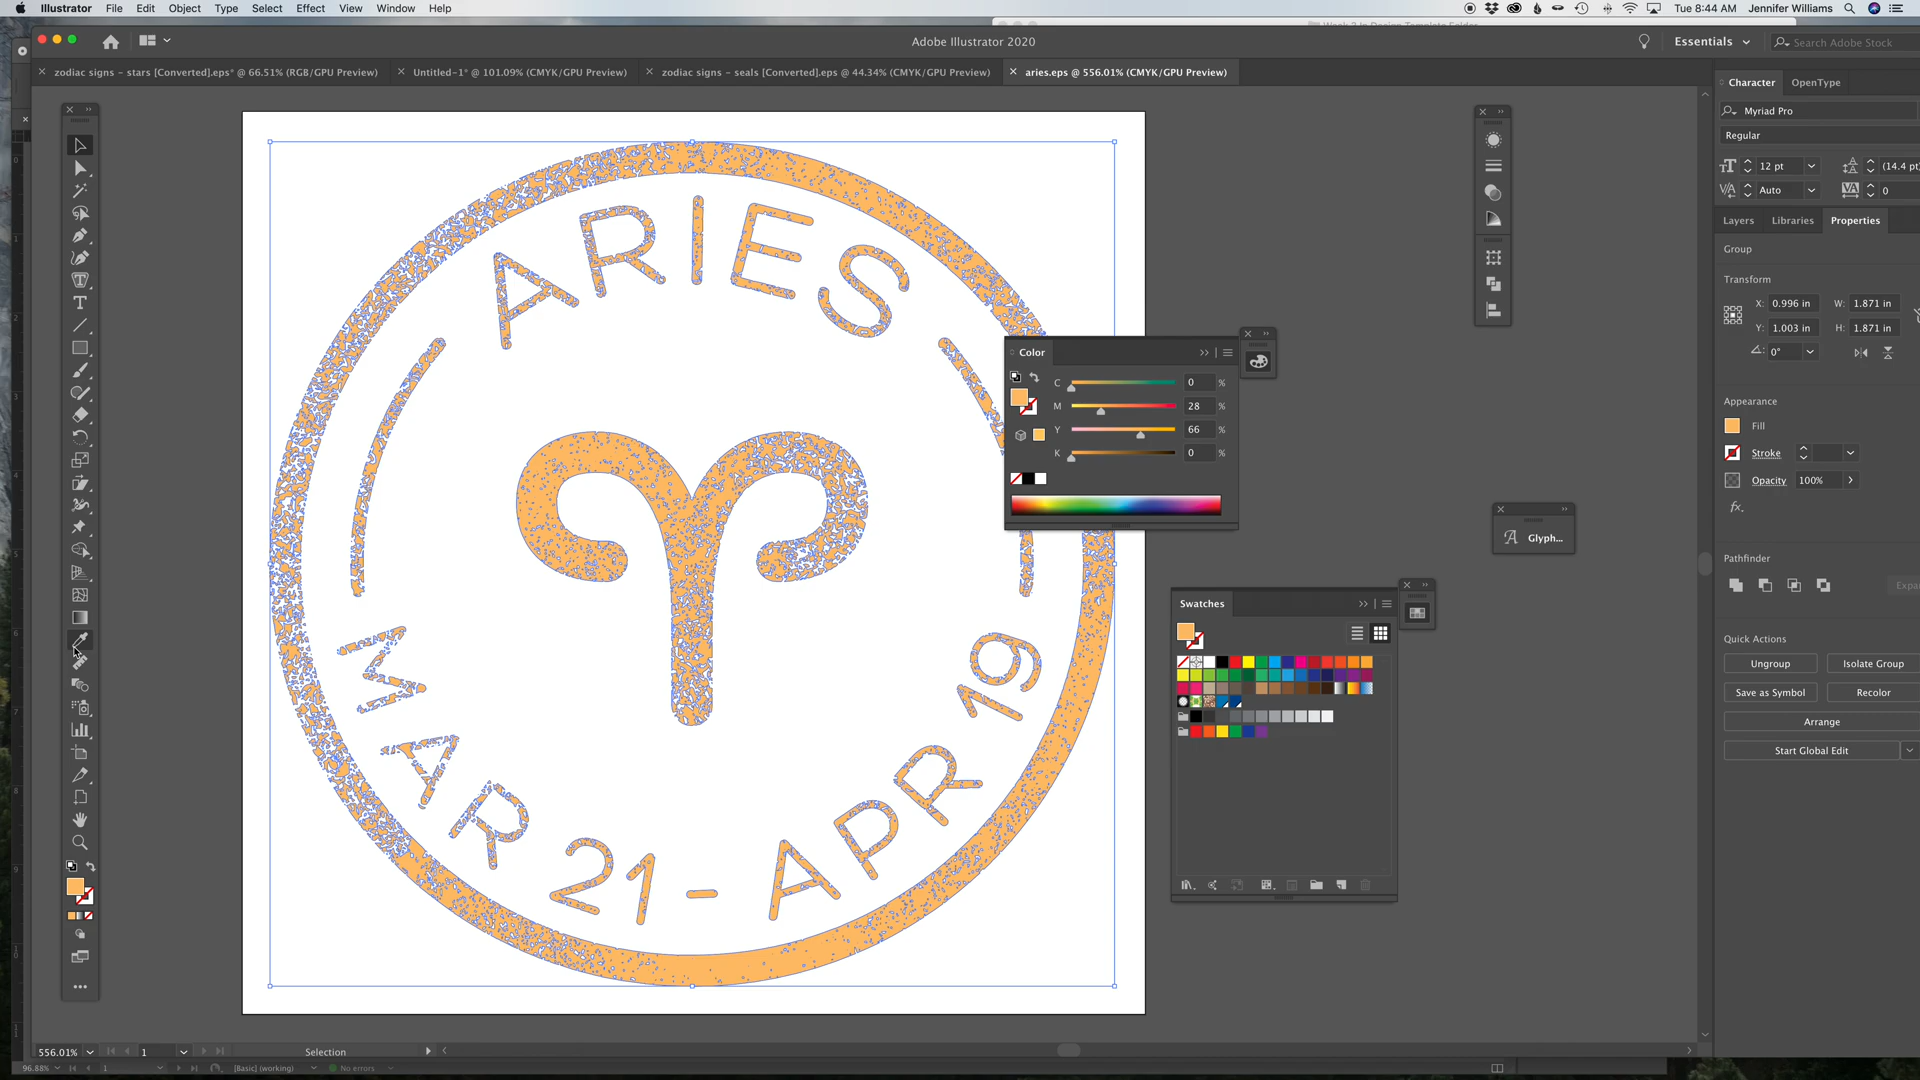 Illustrator File Edit Object Type Select Effect View Window Help
Tue 8:44 AM Jennifer Williams
Adobe Illustrator 2020
Essentials
Search Adobe Stock
zodiac signs – stars [Converted].eps* @ 66.51% (RGB/GPU Preview)
Untitled-1* @ 101.09% (CMYK/GPU Preview)
zodiac signs – seals [Converted].eps @ 44.34% (CMYK/GPU Preview)
aries.eps @ 556.01% (CMYK/GPU Preview)
Character OpenType
Myriad Pro
Regular
12 pt (14.4 pt
Auto 0
Layers Libraries Properties
Group
Transform
X: 0.996 in W: 1.871 in
Y: 1.003 in H: 1.871 in
0°
Appearance
Fill
Stroke
Opacity 100%
fx.
Pathfinder
Expan
Quick Actions
Ungroup Isolate Group
Save as Symbol Recolor
Arrange
Start Global Edit
ARIES
MAR 21 - APR 19
Color
C 0 %
M 28 %
Y 66 %
K 0 %
Glyph...
Swatches
556.01% 1 Selection
96.88% 1 [Basic] (working) No errors